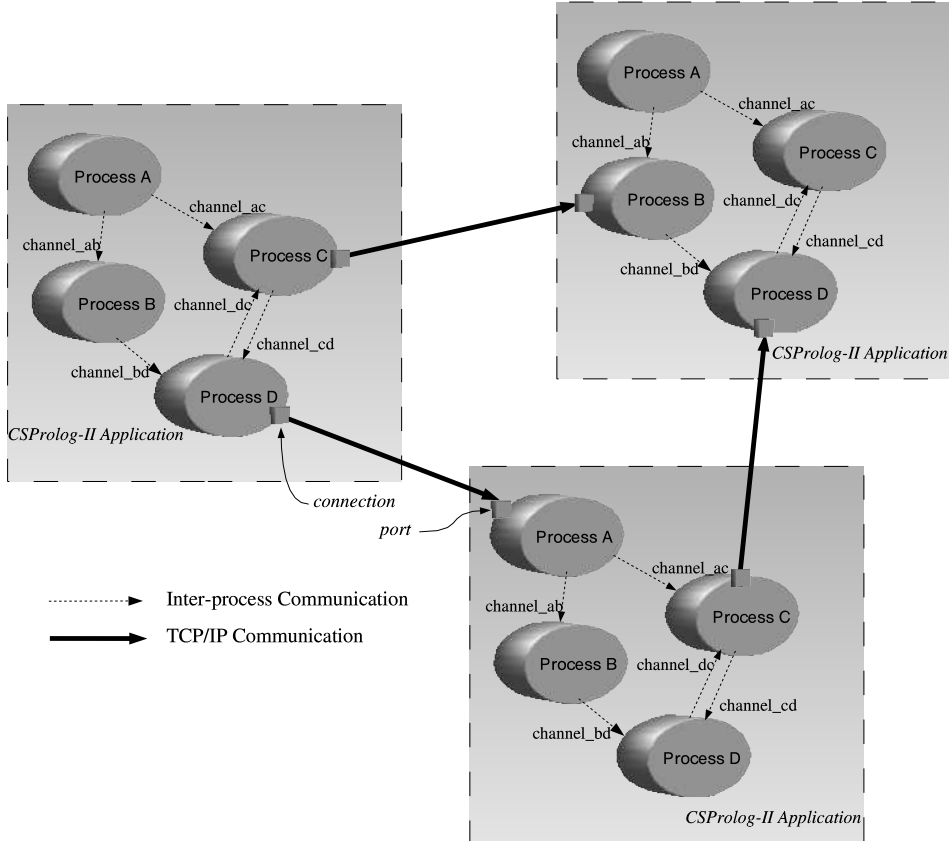 Process A
channel_ac
channel_ab
Process C
Process B
channel_dc
channel_cd
channel_bd
Process D
CSProlog-II Application
Process A
channel_ac
channel_ab
Process C
Process B
channel_dc
channel_cd
channel_bd
Process D
CSProlog-II Application
connection
port
Process A
channel_ac
channel_ab
Process C
Process B
channel_dc
channel_cd
channel_bd
Process D
CSProlog-II Application
Inter-process Communication
TCP/IP Communication